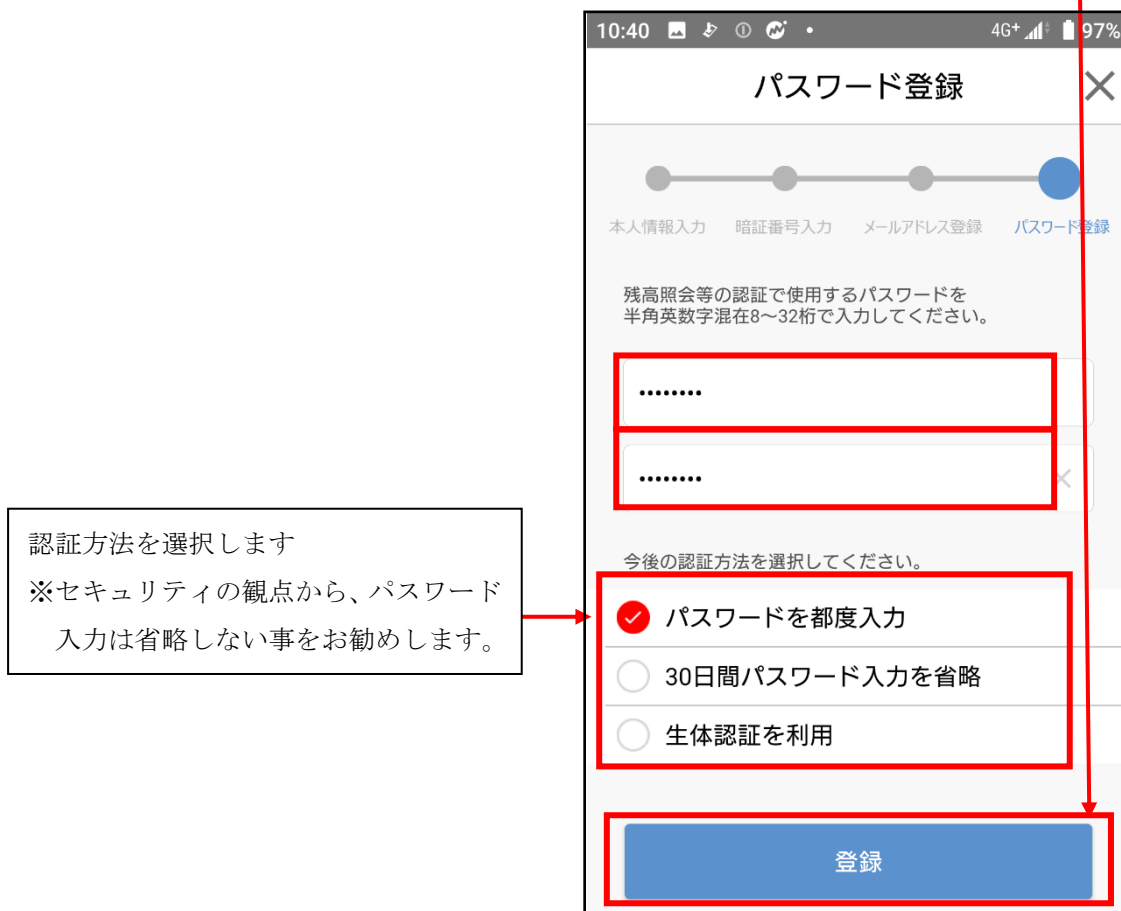 10:40 4G+ 97%
パスワード登録
本人情報入力 暗証番号入力 メールアドレス登録 パスワード登録
残高照会等の認証で使用するパスワードを
半角英数字混在8～32桁で入力してください。
••••••••
••••••••
認証方法を選択します
※セキュリティの観点から、パスワード
入力は省略しない事をお勧めします。
今後の認証方法を選択してください。
パスワードを都度入力
30日間パスワード入力を省略
生体認証を利用
登録